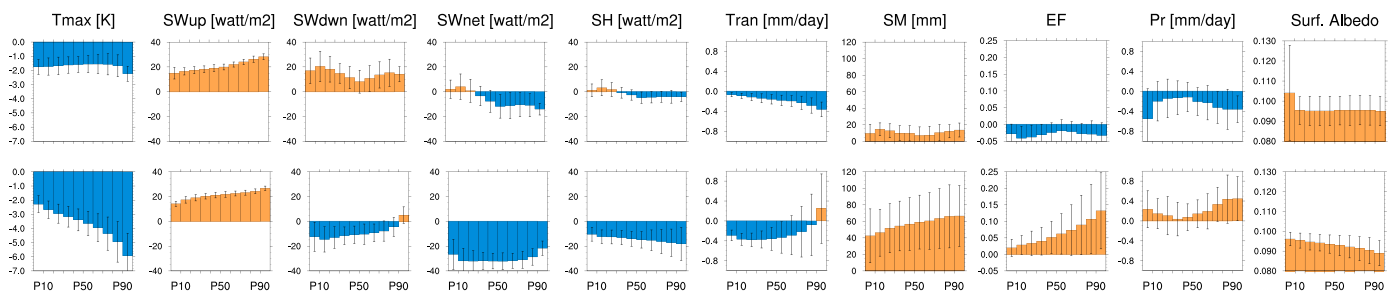 Tmax [K] SWup [watt/m2] SWdwn [watt/m2] SWnet [watt/m2] SH [watt/m2] Tran [mm/day] SM [mm] EF Pr [mm/day] Surf. Albedo
0.0 40 40 40 40 0.8 120 0.25 0.8 0.130
-1.0 20 20 20 20 0.4 100 0.20 0.4 0.120
-2.0 0 0 0 0 0.0 80 0.15 0.0 0.110
-3.0 -20 -20 -20 -20 -0.4 60 0.10 -0.4 0.100
-4.0 -40 -40 -40 -40 -0.8 40 0.05 -0.8 0.090
-5.0 20 0.00 0.080
-6.0 0 -0.05
-7.0
0.0 40 40 40 40 0.8 120 0.25 0.8 0.130
-1.0 20 20 20 20 0.4 100 0.20 0.4 0.120
-2.0 0 0 0 0 0.0 80 0.15 0.0 0.110
-3.0 -20 -20 -20 -20 -0.4 60 0.10 -0.4 0.100
-4.0 -40 -40 -40 -40 -0.8 40 0.05 -0.8 0.090
-5.0 20 0.00 0.080
-6.0 0 -0.05
-7.0
P10 P50 P90 P10 P50 P90 P10 P50 P90 P10 P50 P90 P10 P50 P90 P10 P50 P90 P10 P50 P90 P10 P50 P90 P10 P50 P90 P10 P50 P90